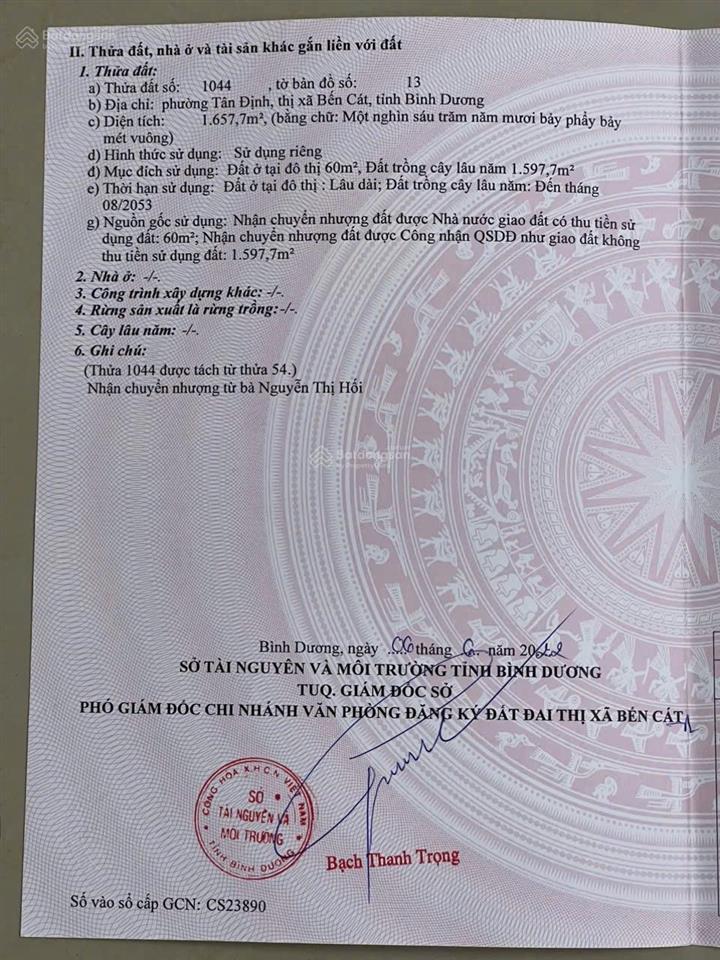 Batdongsan
II. Thửa đất, nhà ở và tài sản khác gắn liền với đất
1. Thửa đất:
a) Thửa đất số: 1044 , tờ bản đồ số: 13
b) Địa chỉ: phường Tân Định, thị xã Bến Cát, tỉnh Bình Dương
c) Diện tích: 1.657,7m², (bằng chữ: Một nghìn sáu trăm năm mươi bảy phẩy bảy
mét vuông)
d) Hình thức sử dụng: Sử dụng riêng
đ) Mục đích sử dụng: Đất ở tại đô thị 60m², Đất trồng cây lâu năm 1.597,7m²
e) Thời hạn sử dụng: Đất ở tại đô thị : Lâu dài; Đất trồng cây lâu năm: Đến tháng
08/2053
g) Nguồn gốc sử dụng: Nhận chuyển nhượng đất được Nhà nước giao đất có thu tiền sử
dụng đất: 60m²; Nhận chuyển nhượng đất được Công nhận QSDĐ như giao đất không
thu tiền sử dụng đất: 1.597,7m²
2. Nhà ở: -/-.
3. Công trình xây dựng khác: -/-.
4. Rừng sản xuất là rừng trồng:-/-.
5. Cây lâu năm: -/-.
6. Ghi chú:
(Thửa 1044 được tách từ thửa 54.)
Nhận chuyển nhượng từ bà Nguyễn Thị Hối
Batdongsan
Bình Dương, ngày 06 tháng 6 năm 2022
SỞ TÀI NGUYÊN VÀ MÔI TRƯỜNG TỈNH BÌNH DƯƠNG
TUQ. GIÁM ĐỐC SỞ
PHÓ GIÁM ĐỐC CHI NHÁNH VĂN PHÒNG ĐĂNG KÝ ĐẤT ĐAI THỊ XÃ BẾN CÁT
CỘNG HÒA X.H.C.N VIỆT NAM
SỞ
TÀI NGUYÊN VÀ
MÔI TRƯỜNG
TỈNH BÌNH DƯƠNG
Bạch Thanh Trọng
Số vào sổ cấp GCN: CS23890